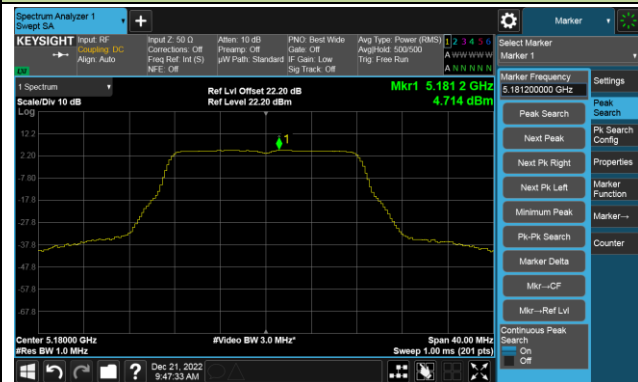 Spectrum Analyzer 1
Swept SA
+
Marker
KEYSIGHT
Input: RF
Coupling: DC
Align: Auto
Input Z: 50 Ω
Corrections: Off
Freq Ref: Int (S)
NFE: Off
Atten: 10 dB
Preamp: Off
µW Path: Standard
PNO: Best Wide
Gate: Off
IF Gain: Low
Sig Track: Off
Avg Type: Power (RMS)
Avg|Hold: 500/500
Trig: Free Run
1 2 3 4 5 6
A W W W W W
A N N N N N
LXI
Select Marker
Marker 1
1 Spectrum
Scale/Div 10 dB
Log
Ref Lvl Offset 22.20 dB
Ref Level 22.20 dBm
Mkr1 5.181 2 GHz
4.714 dBm
1
12.2
2.20
-7.80
-17.8
-27.8
-37.8
-47.8
-57.8
-67.8
Center 5.18000 GHz
#Res BW 1.0 MHz
#Video BW 3.0 MHz*
Span 40.00 MHz
Sweep 1.00 ms (201 pts)
Marker Frequency
5.181200000 GHz
Peak Search
Next Peak
Next Pk Right
Next Pk Left
Minimum Peak
Pk-Pk Search
Marker Delta
Mkr→CF
Mkr→Ref Lvl
Continuous Peak
Search
On
Off
Settings
Peak
Search
Pk Search
Config
Properties
Marker
Function
Marker→
Counter
?
Dec 21, 2022
9:47:33 AM